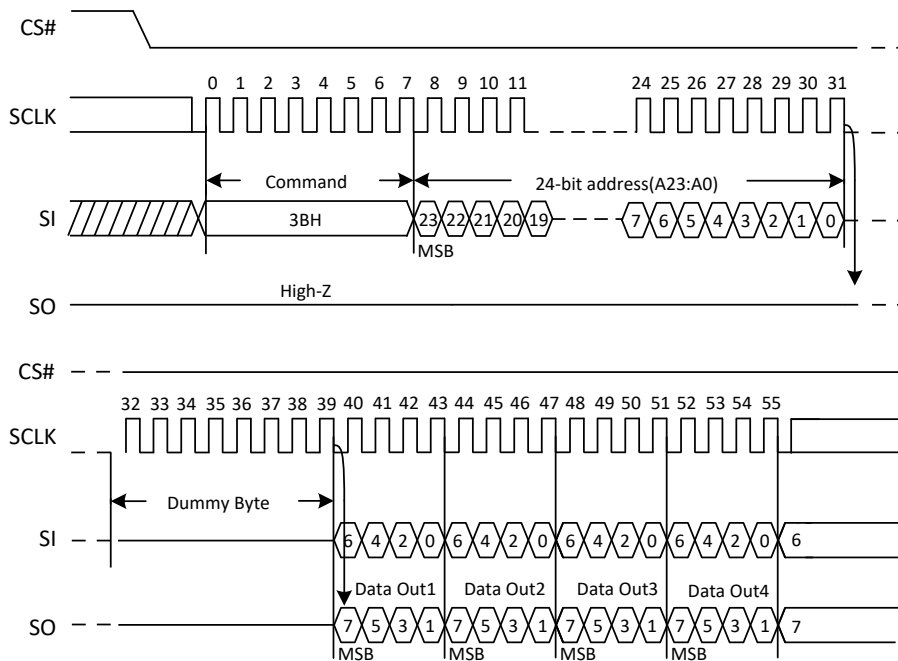 CS#
0 1 2 3 4 5 6 7 8 9 10 11 24 25 26 27 28 29 30 31
SCLK
Command 24-bit address(A23:A0)
SI 3BH 23 22 21 20 19 7 6 5 4 3 2 1 0
MSB
High-Z
SO
CS#
32 33 34 35 36 37 38 39 40 41 42 43 44 45 46 47 48 49 50 51 52 53 54 55
SCLK
Dummy Byte
SI 6 4 2 0 6 4 2 0 6 4 2 0 6 4 2 0 6
Data Out1 Data Out2 Data Out3 Data Out4
SO 7 5 3 1 7 5 3 1 7 5 3 1 7 5 3 1 7
MSB MSB MSB MSB